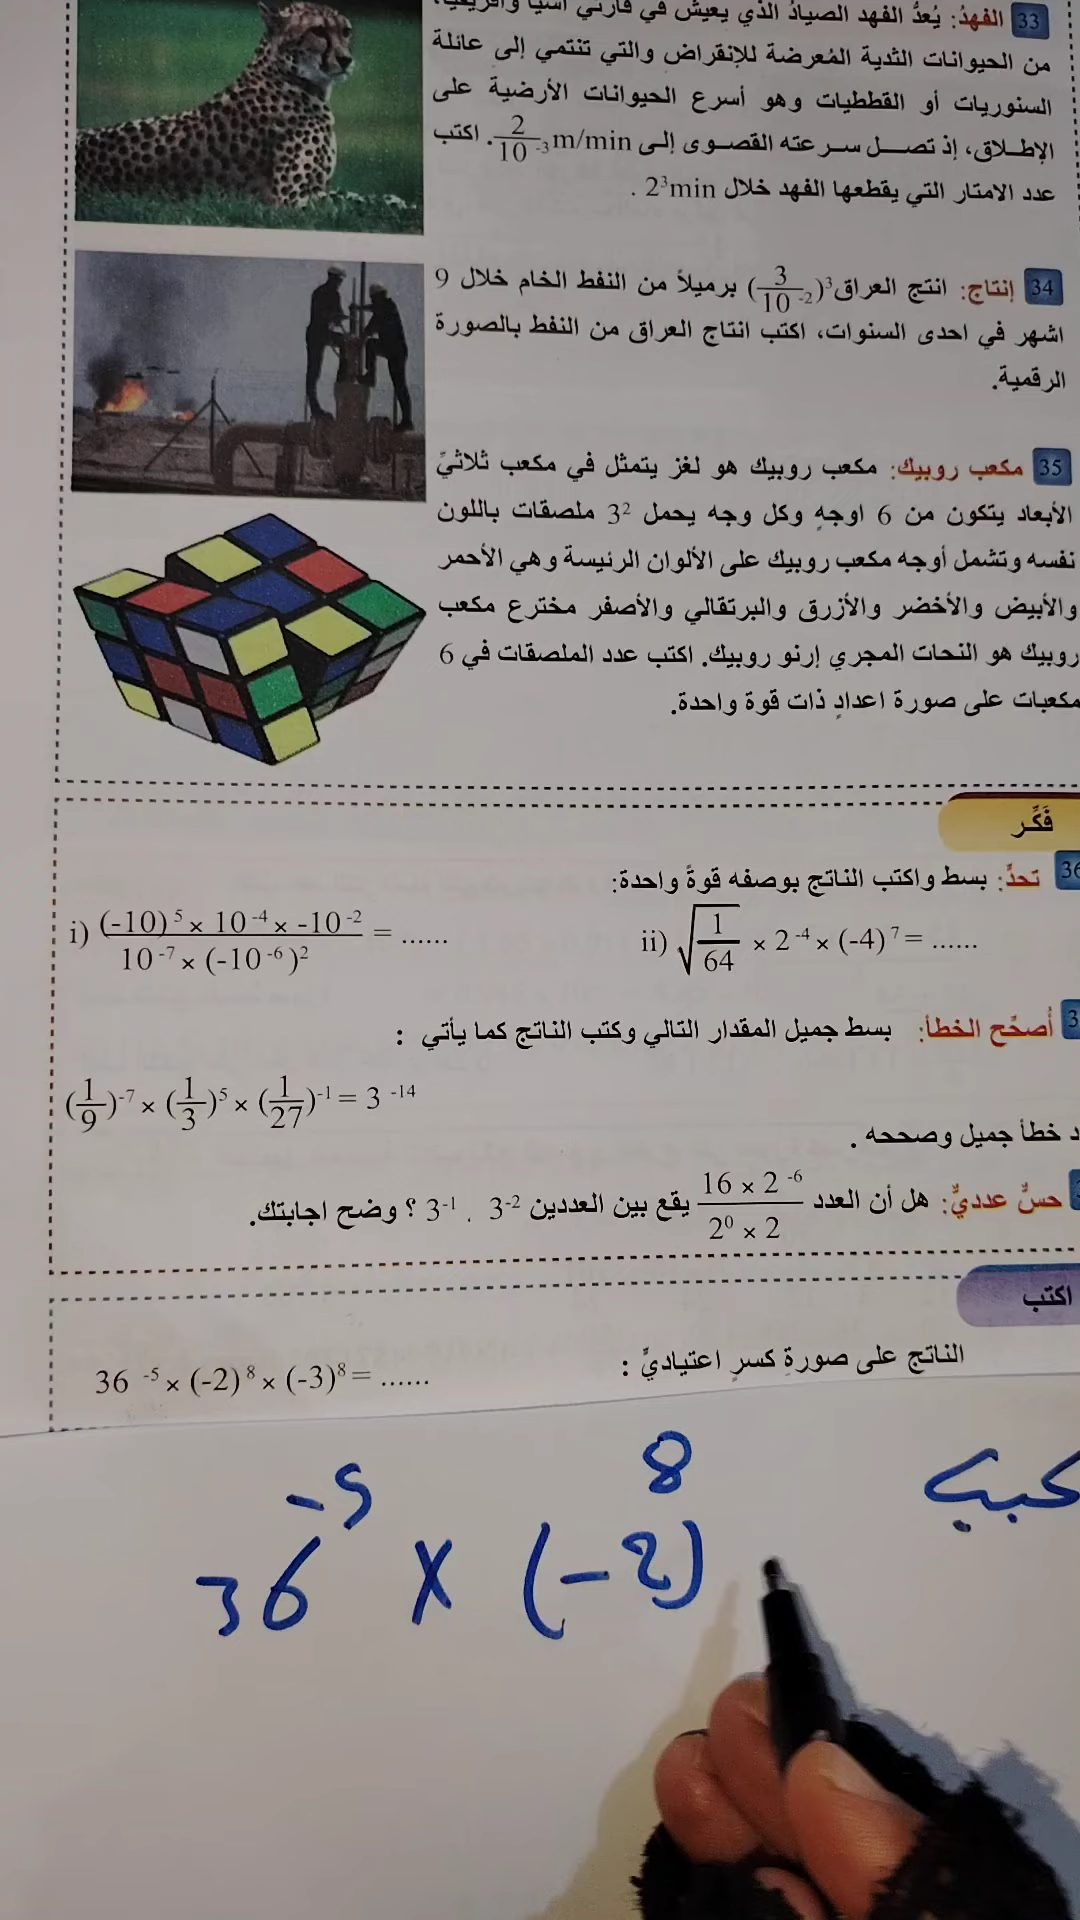 33 الفهد: يُعدُّ الفهد الصيادُ الذي يعيش في قارتي آسيا وأفريقيا،
من الحيوانات الثدية المُعرضة للإنقراض والتي تنتمي إلى عائلة
السنوريات أو القططيات وهو أسرع الحيوانات الأرضية على
الإطلاق، إذ تصل سرعته القصوى إلى 2/10⁻³ m/min. اكتب
عدد الامتار التي يقطعها الفهد خلال 2³min .
34 إنتاج: انتج العراق (3/10⁻²)³ برميلاً من النفط الخام خلال 9
اشهر في احدى السنوات، اكتب انتاج العراق من النفط بالصورة
الرقمية.
35 مكعب روبيك: مكعب روبيك هو لغز يتمثل في مكعب ثلاثيِّ
الأبعاد يتكون من 6 اوجهٍ وكل وجه يحمل 3² ملصقات باللون
نفسه وتشمل أوجه مكعب روبيك على الألوان الرئيسة وهي الأحمر
والأبيض والأخضر والأزرق والبرتقالي والأصفر مخترع مكعب
روبيك هو النحات المجري إرنو روبيك. اكتب عدد الملصقات في 6
مكعبات على صورة اعدادٍ ذات قوة واحدة.
فَكِّر
36 تحدٍّ: بسط واكتب الناتج بوصفه قوةً واحدة:
i) ((-10)⁵ × 10⁻⁴ × -10⁻²)/(10⁻⁷ × (-10⁻⁶)²) = ...... ii) √(1/64) × 2⁻⁴ × (-4)⁷ = ......
3 أُصحّح الخطأ: بسط جميل المقدار التالي وكتب الناتج كما يأتي :
(1/9)⁻⁷ × (1/3)⁵ × (1/27)⁻¹ = 3⁻¹⁴
د خطأ جميل وصححه .
حسٌّ عدديٌّ: هل أن العدد (16 × 2⁻⁶)/(2⁰ × 2) يقع بين العددين 3⁻² , 3⁻¹ ؟ وضح اجابتك.
اكتب
الناتج على صورةِ كسرٍ اعتياديٍّ :
36⁻⁵ × (-2)⁸ × (-3)⁸ = ......
36⁻⁵ × (-2)⁸